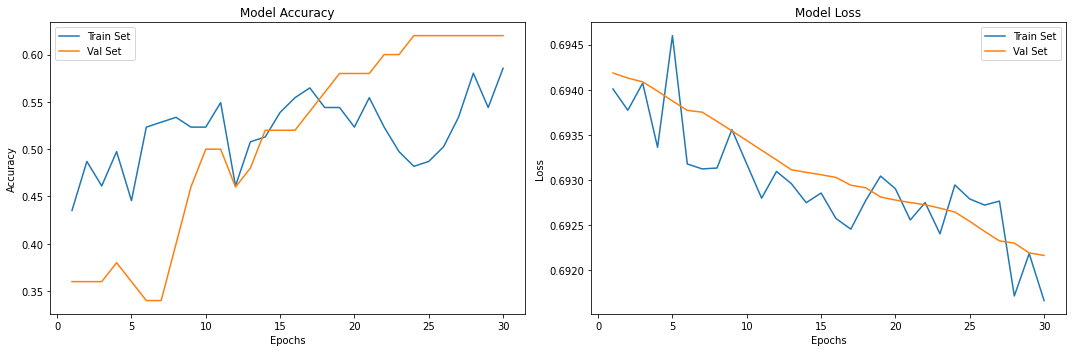 Model Accuracy
Train Set
Val Set
0.60
0.55
0.50
0.45
0.40
0.35
Accuracy
0 5 10 15 20 25 30
Epochs
Model Loss
Train Set
Val Set
0.6945
0.6940
0.6935
0.6930
0.6925
0.6920
Loss
0 5 10 15 20 25 30
Epochs